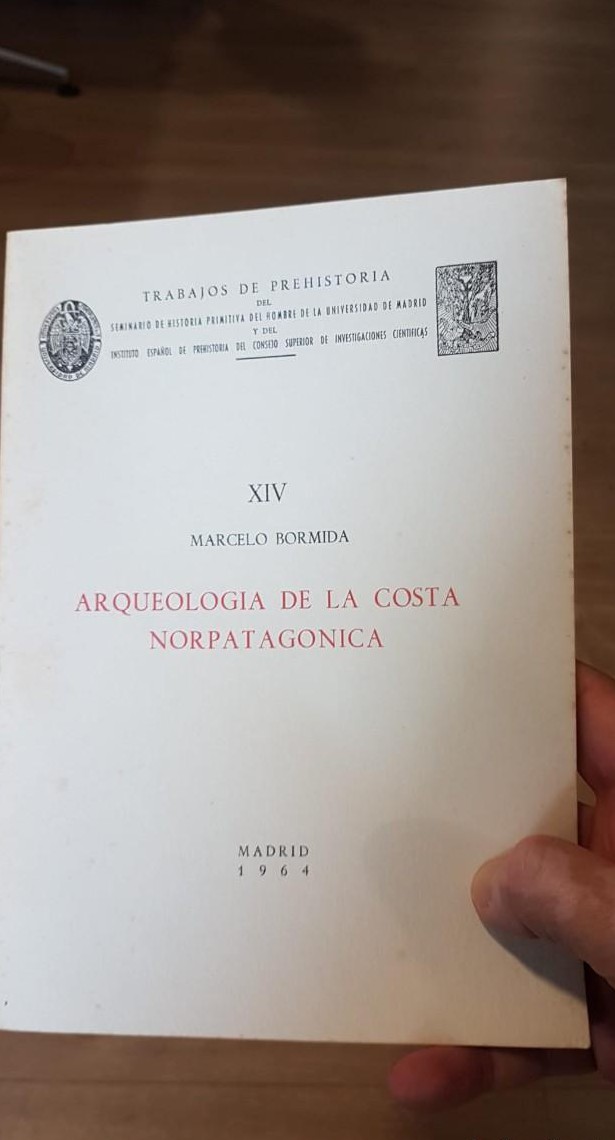 TRABAJOS DE PREHISTORIA
DEL
SEMINARIO DE HISTORIA PRIMITIVA DEL HOMBRE DE LA UNIVERSIDAD DE MADRID
Y DEL
INSTITUTO ESPAÑOL DE PREHISTORIA DEL CONSEJO SUPERIOR DE INVESTIGACIONES CIENTIFICAS
XIV
MARCELO BORMIDA
ARQUEOLOGIA DE LA COSTA
NORPATAGONICA
MADRID
1964